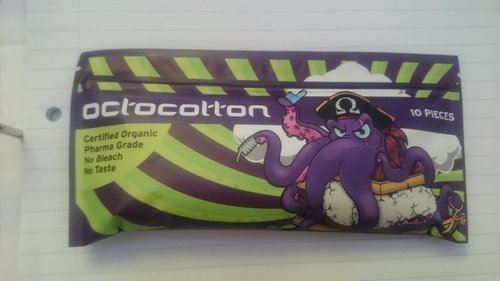 octocotton
10 PIECES
Certified Organic
Pharma Grade
No Bleach
No Taste
Ω